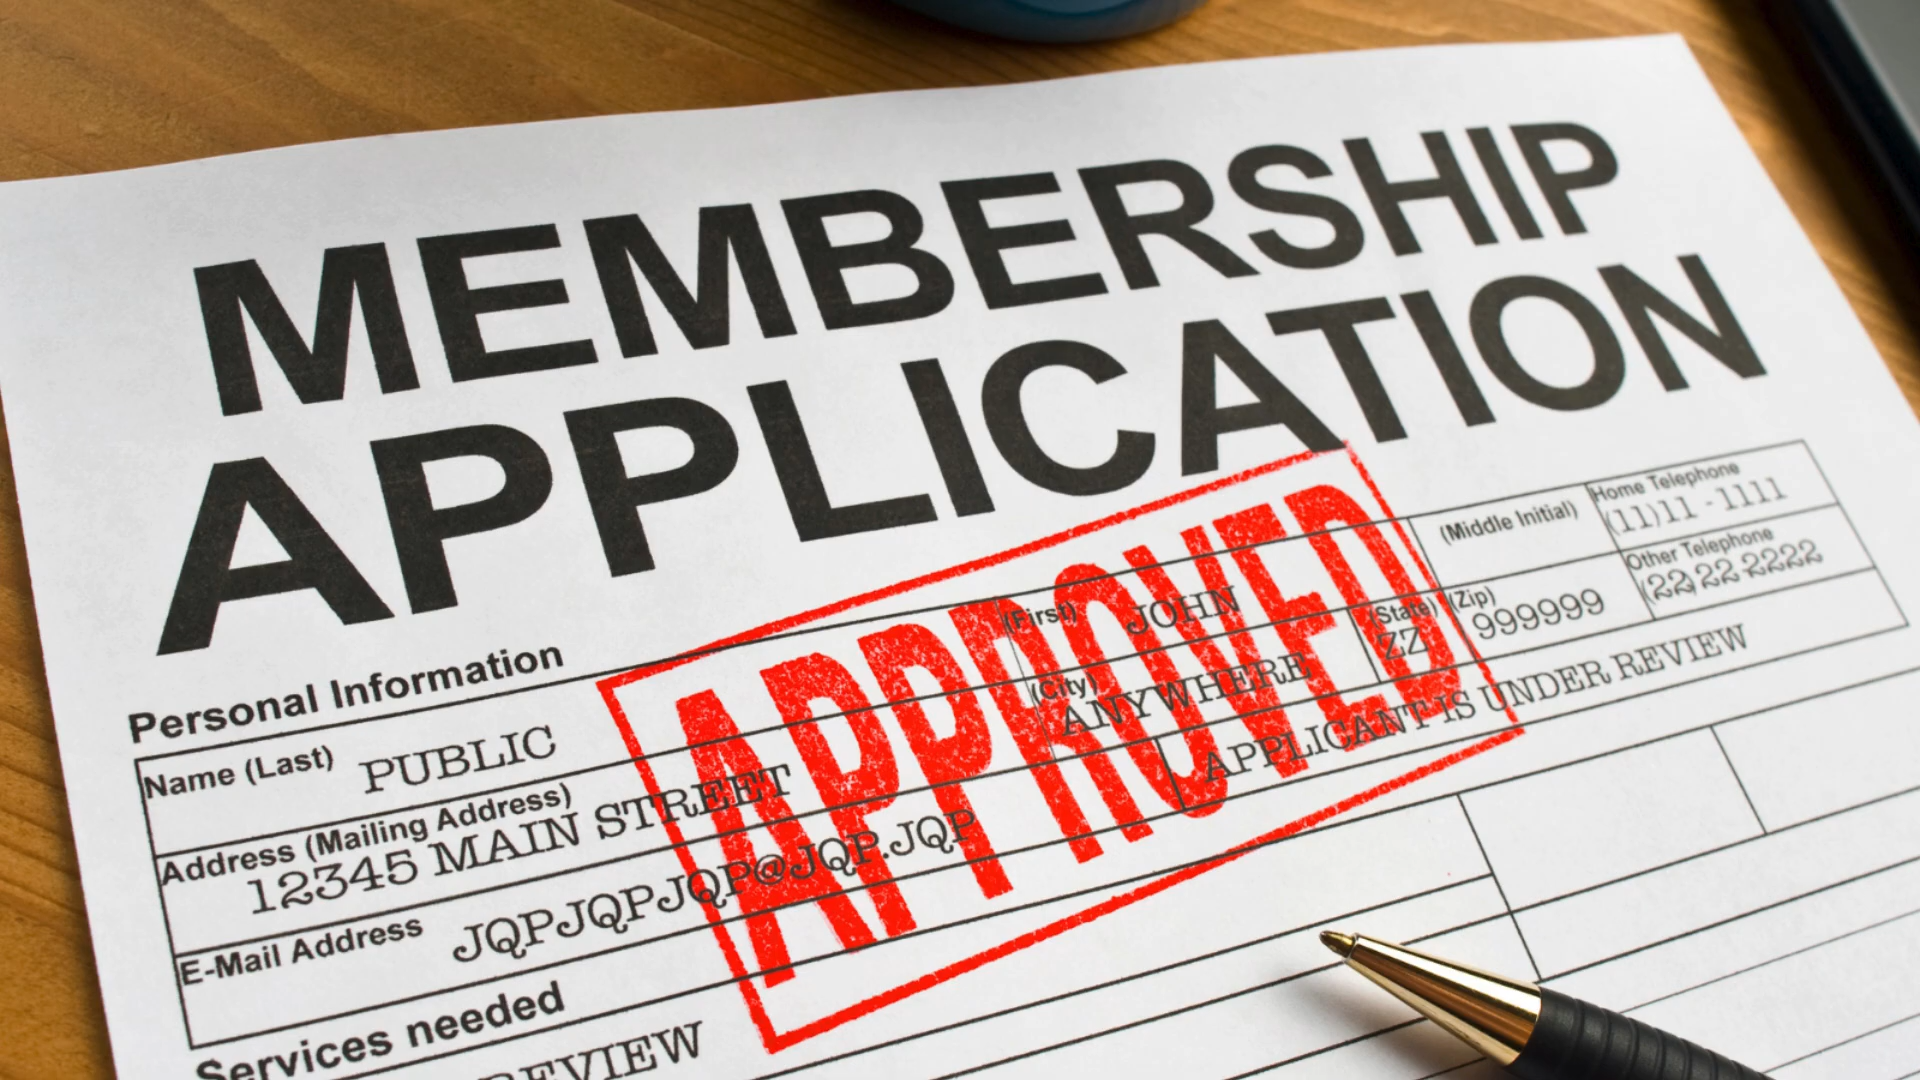 MEMBERSHIP
APPLICATION
Personal Information
Name (Last) PUBLIC (First) JOHN (Middle Initial) Home Telephone
(11)11-1111
Address (Mailing Address) (City) (State) (Zip) Other Telephone
12345 MAIN STREET ANYWHERE ZZ 999999 (22)22 2222
E-Mail Address JQPJQPJQP@JQP.JQP APPLICANT IS UNDER REVIEW
APPROVED
Services needed